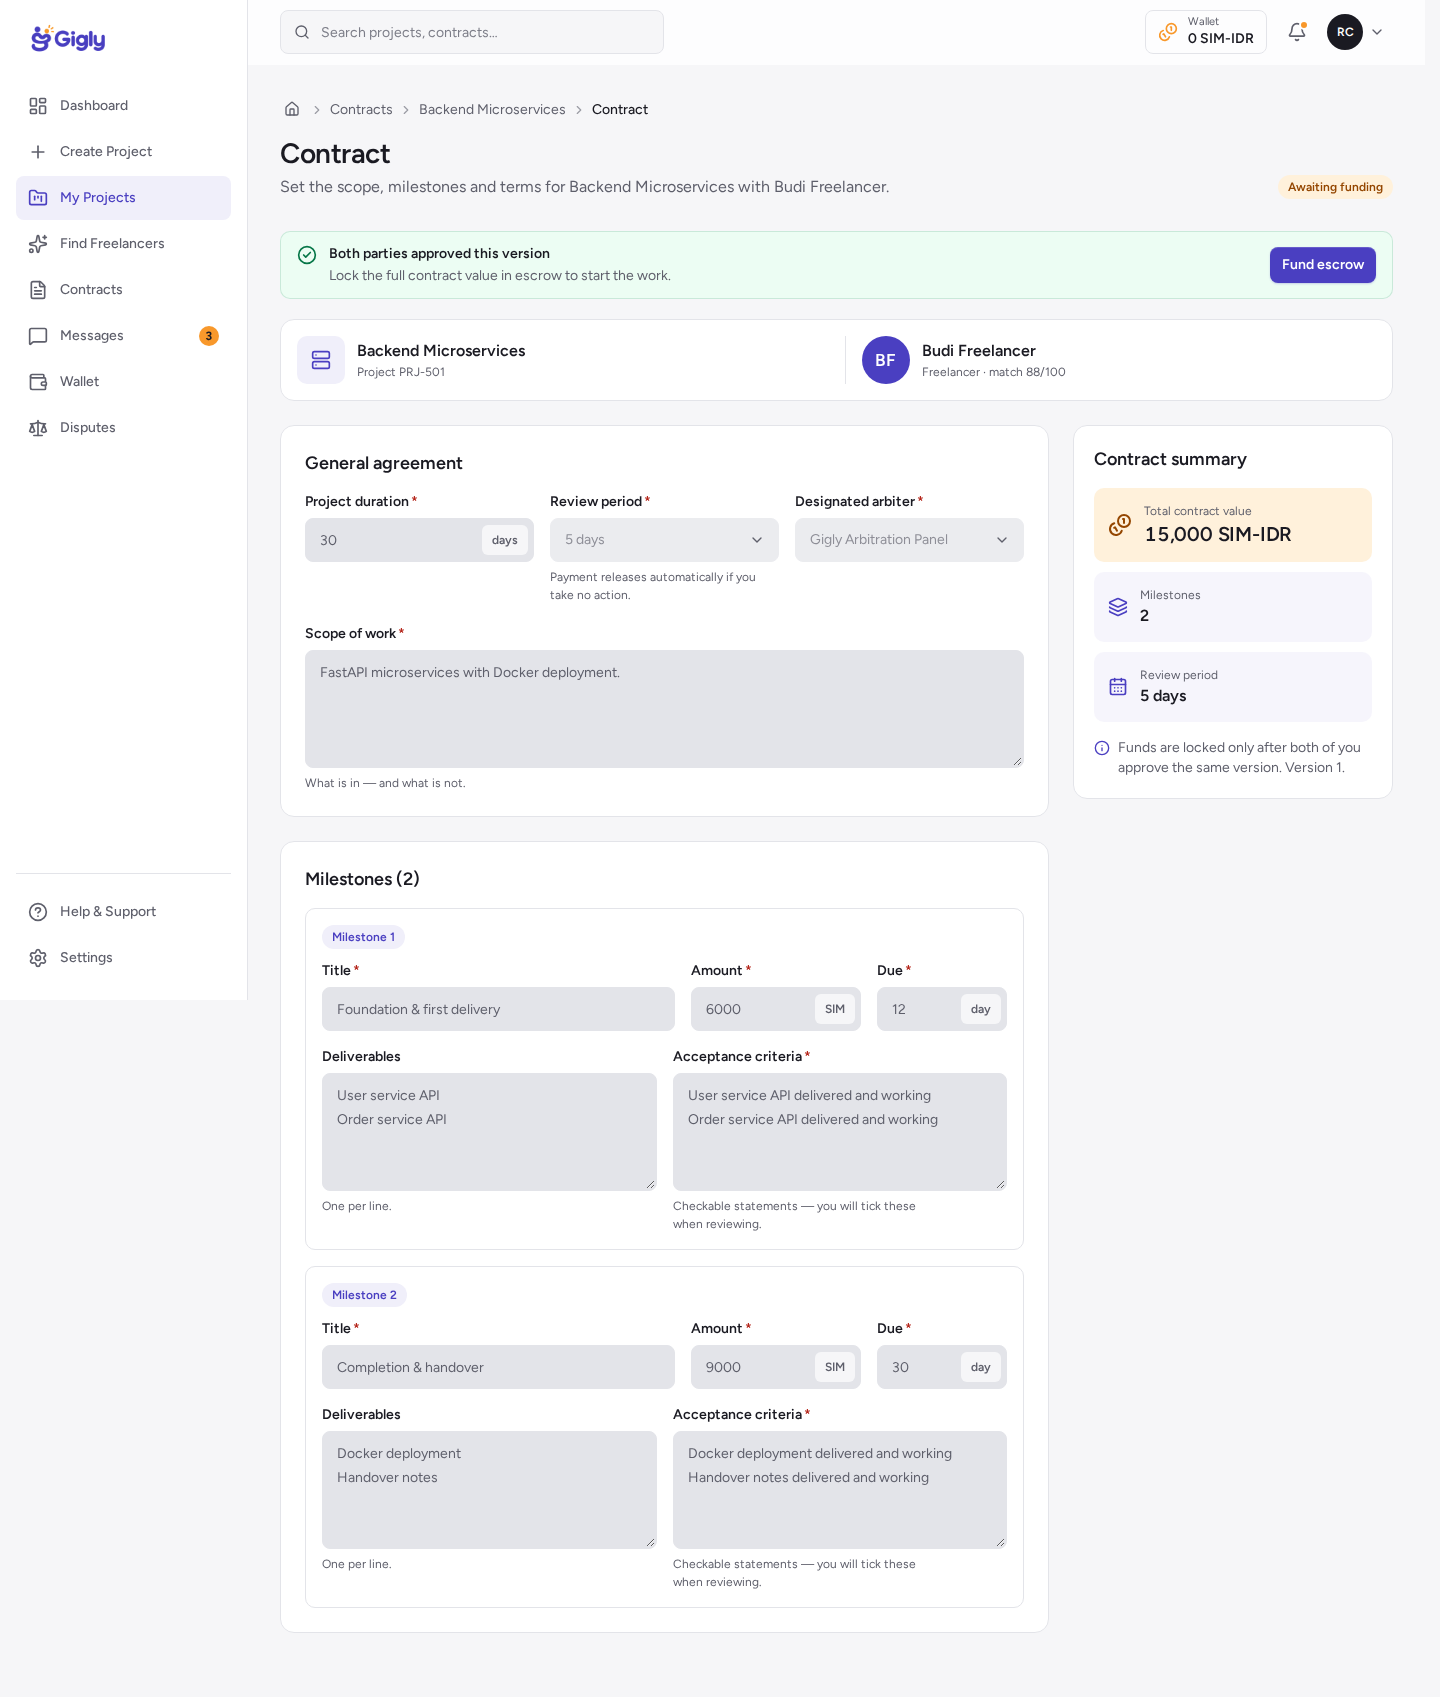 Gigly
Search projects, contracts...
Wallet
0 SIM-IDR
RC
Dashboard
Create Project
My Projects
Find Freelancers
Contracts
Messages
3
Wallet
Disputes
Help & Support
Settings
Contracts
Backend Microservices
Contract
Contract
Set the scope, milestones and terms for Backend Microservices with Budi Freelancer.
Awaiting funding
Both parties approved this version
Lock the full contract value in escrow to start the work.
Fund escrow
Backend Microservices
Project PRJ-501
BF
Budi Freelancer
Freelancer · match 88/100
General agreement
Project duration *
30
days
Review period *
5 days
Payment releases automatically if you
take no action.
Designated arbiter *
Gigly Arbitration Panel
Scope of work *
FastAPI microservices with Docker deployment.
What is in — and what is not.
Contract summary
Total contract value
15,000 SIM-IDR
Milestones
2
Review period
5 days
Funds are locked only after both of you
approve the same version. Version 1.
Milestones (2)
Milestone 1
Title *
Foundation & first delivery
Amount *
6000
SIM
Due *
12
day
Deliverables
User service API
Order service API
One per line.
Acceptance criteria *
User service API delivered and working
Order service API delivered and working
Checkable statements — you will tick these
when reviewing.
Milestone 2
Title *
Completion & handover
Amount *
9000
SIM
Due *
30
day
Deliverables
Docker deployment
Handover notes
One per line.
Acceptance criteria *
Docker deployment delivered and working
Handover notes delivered and working
Checkable statements — you will tick these
when reviewing.